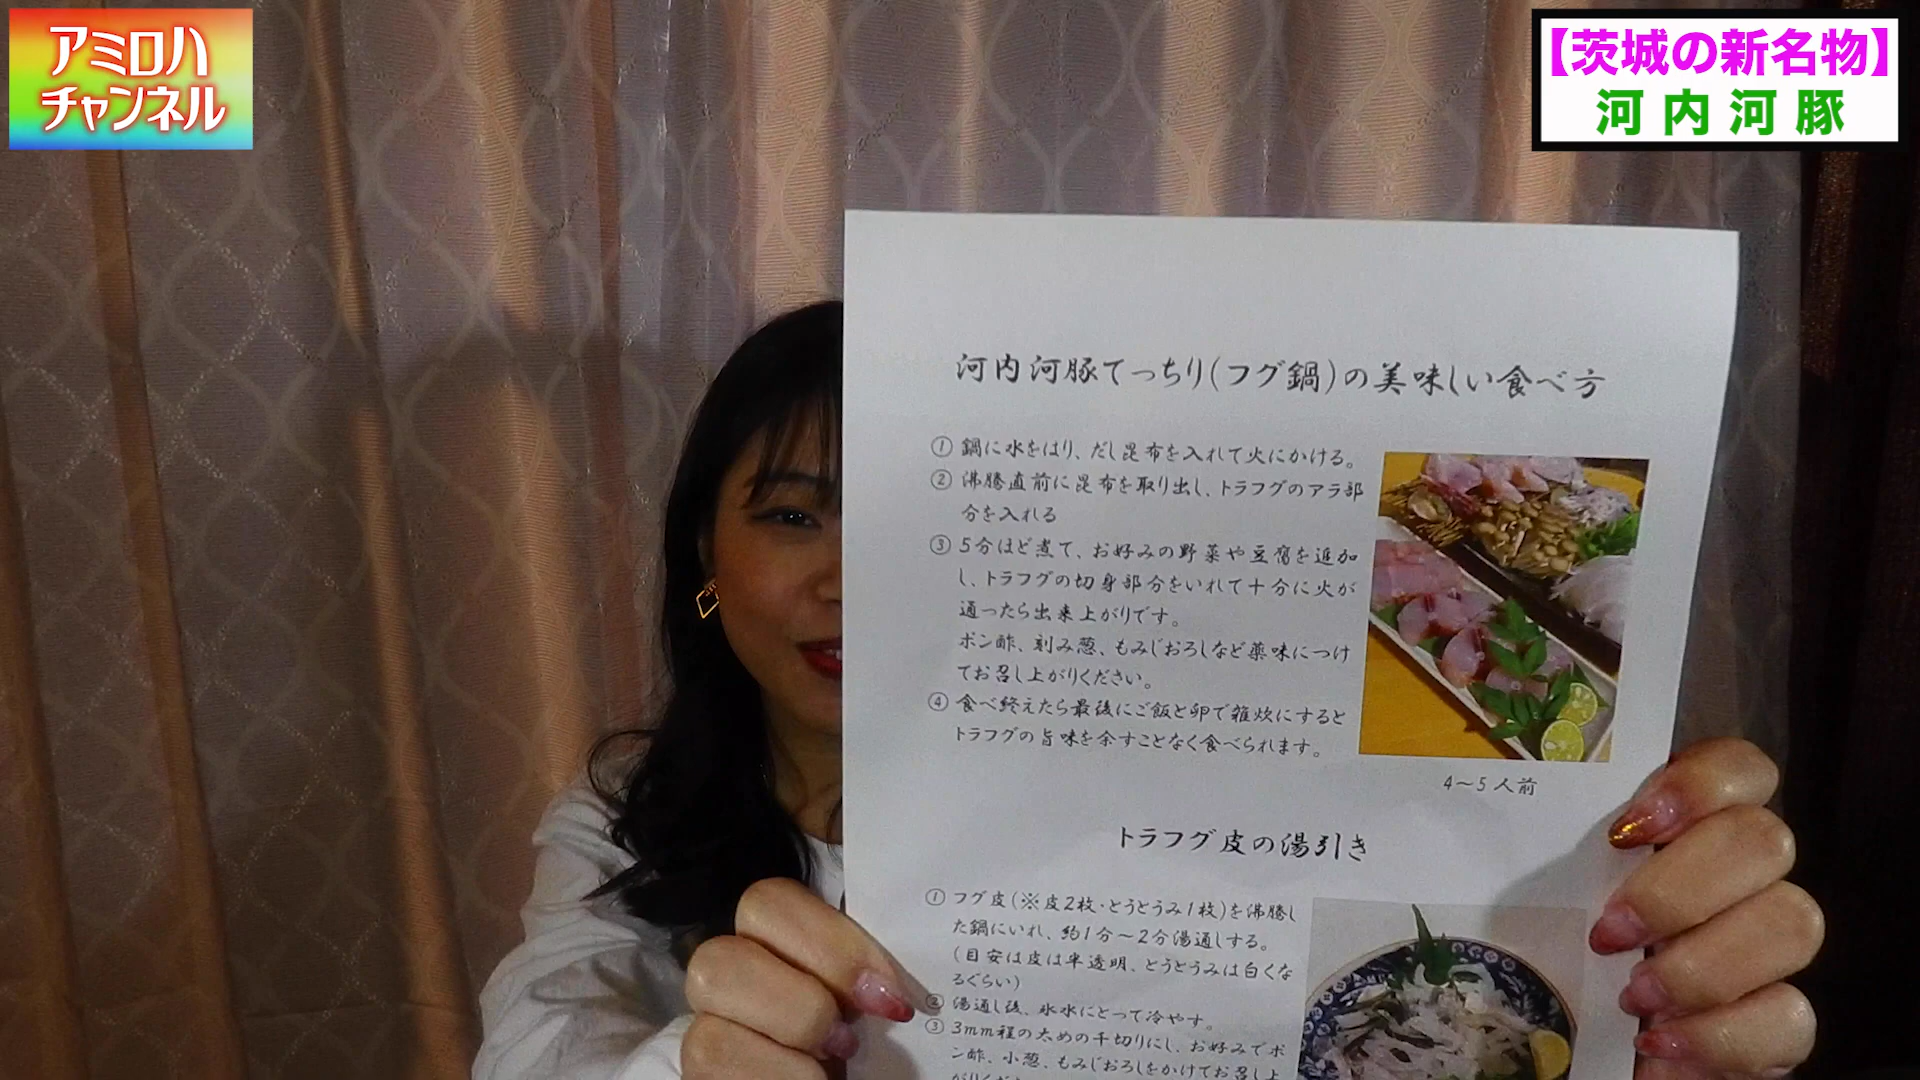 アミロハ
チャンネル
【茨城の新名物】
河内河豚
河内河豚てっちり(フグ鍋)の美味しい食べ方
① 鍋に水をはり、だし昆布を入れて火にかける。
② 沸騰直前に昆布を取り出し、トラフグのアラ部
分を入れる
③ 5分ほど煮て、お好みの野菜や豆腐を追加
し、トラフグの切身部分をいれて十分に火が
通ったら出来上がりです。
ポン酢、刻み葱、もみじおろしなど薬味につけ
てお召し上がりください。
④ 食べ終えたら最後にご飯と卵で雑炊にすると
トラフグの旨味を余すことなく食べられます。
4～5人前
トラフグ皮の湯引き
① フグ皮(※皮2枚・とうとうみ1枚)を沸騰し
た鍋にいれ、約1分～2分湯通しする。
(目安は皮は半透明、とうとうみは白くな
るぐらい)
② 湯通し後、氷水にとって冷やす。
③ 3mm程の太めの千切りにし、お好みでポ
ン酢、小葱、もみじおろしをかけてお召し上